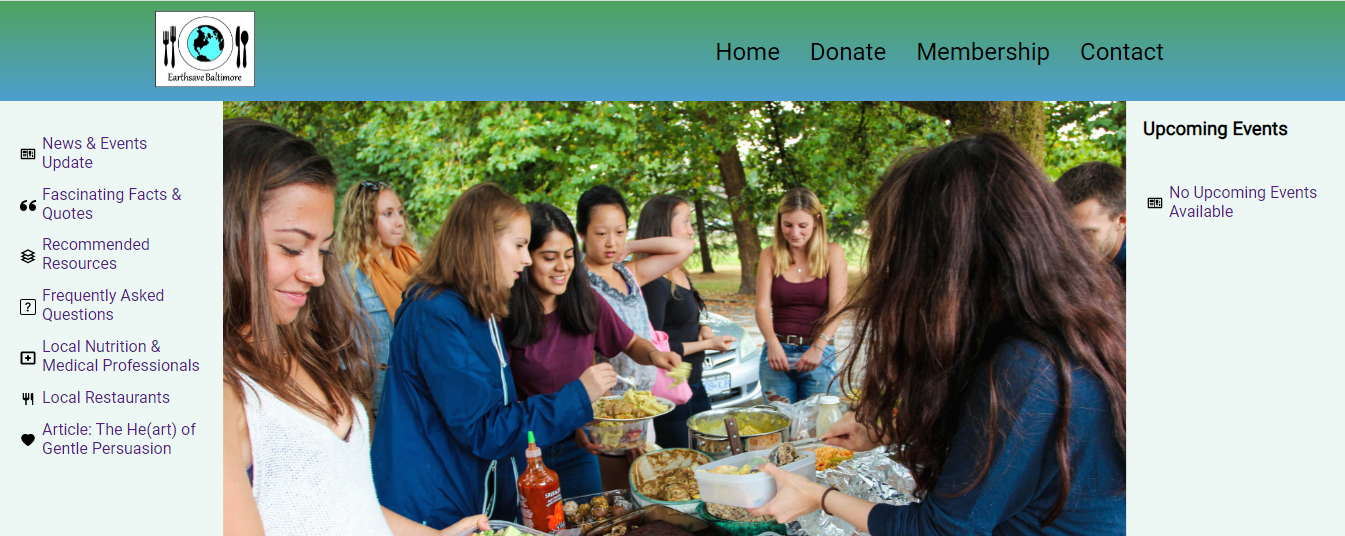 Earthsave Baltimore
Home Donate Membership Contact
News & Events
Update
Fascinating Facts &
Quotes
Recommended
Resources
Frequently Asked
Questions
Local Nutrition &
Medical Professionals
Local Restaurants
Article: The He(art) of
Gentle Persuasion
Upcoming Events
No Upcoming Events
Available